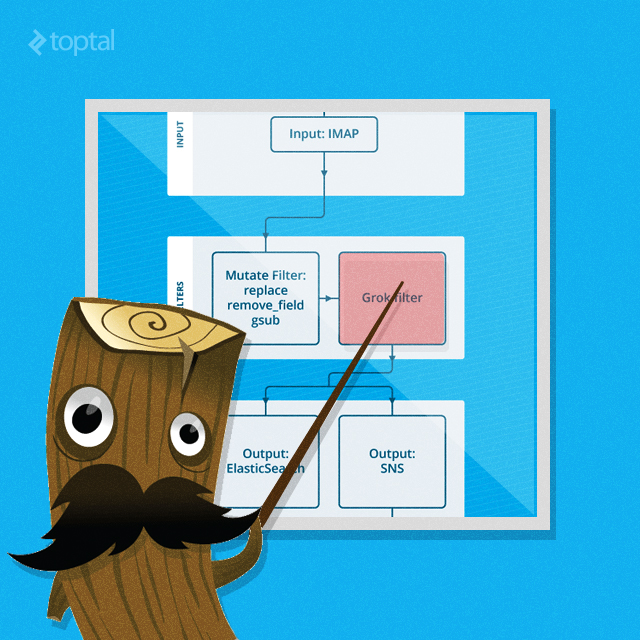 toptal
INPUT
Input: IMAP
LTERS
Mutate Filter:
replace
remove_field
gsub
Grok filter
Output:
ElasticSearch
Output:
SNS